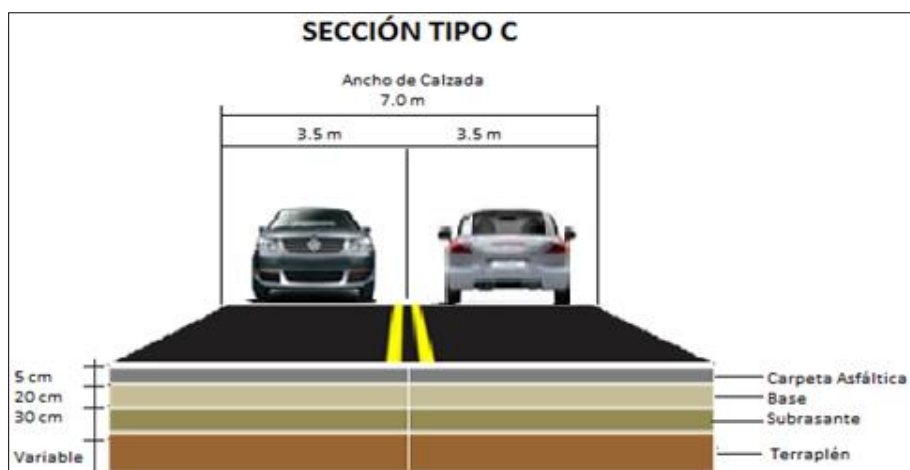 SECCIÓN TIPO C
Ancho de Calzada
7.0 m
3.5 m 3.5 m
5 cm Carpeta Asfáltica
20 cm Base
30 cm Subrasante
Variable Terraplén